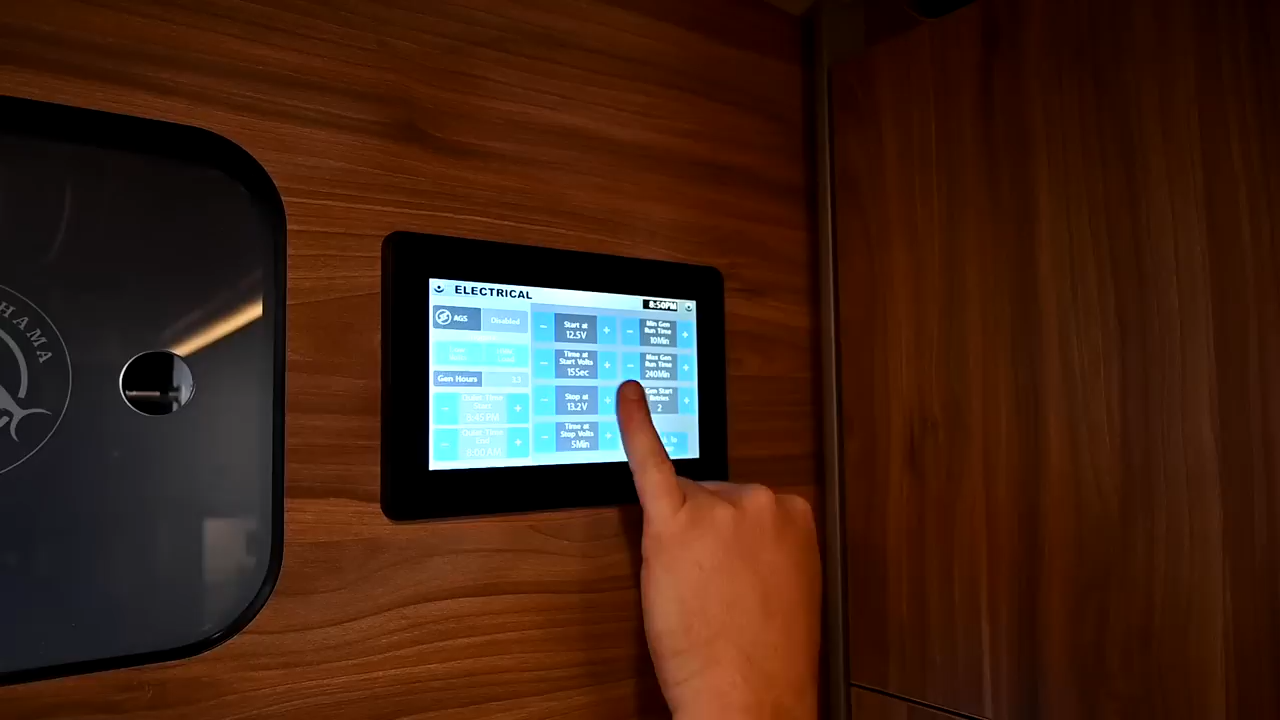 HAMA
ELECTRICAL
8:50PM
AGS
Disabled
Gen Hours
Quiet Time
Start
8:45 PM
Quiet Time
End
8:00 AM
Start at
12.5V
Time at
Start Volts
15Sec
Stop at
13.2V
Time at
Stop Volts
5Min
Min Gen
Run Time
10Min
Max Gen
Run Time
240Min
Gen Start
Retries
2